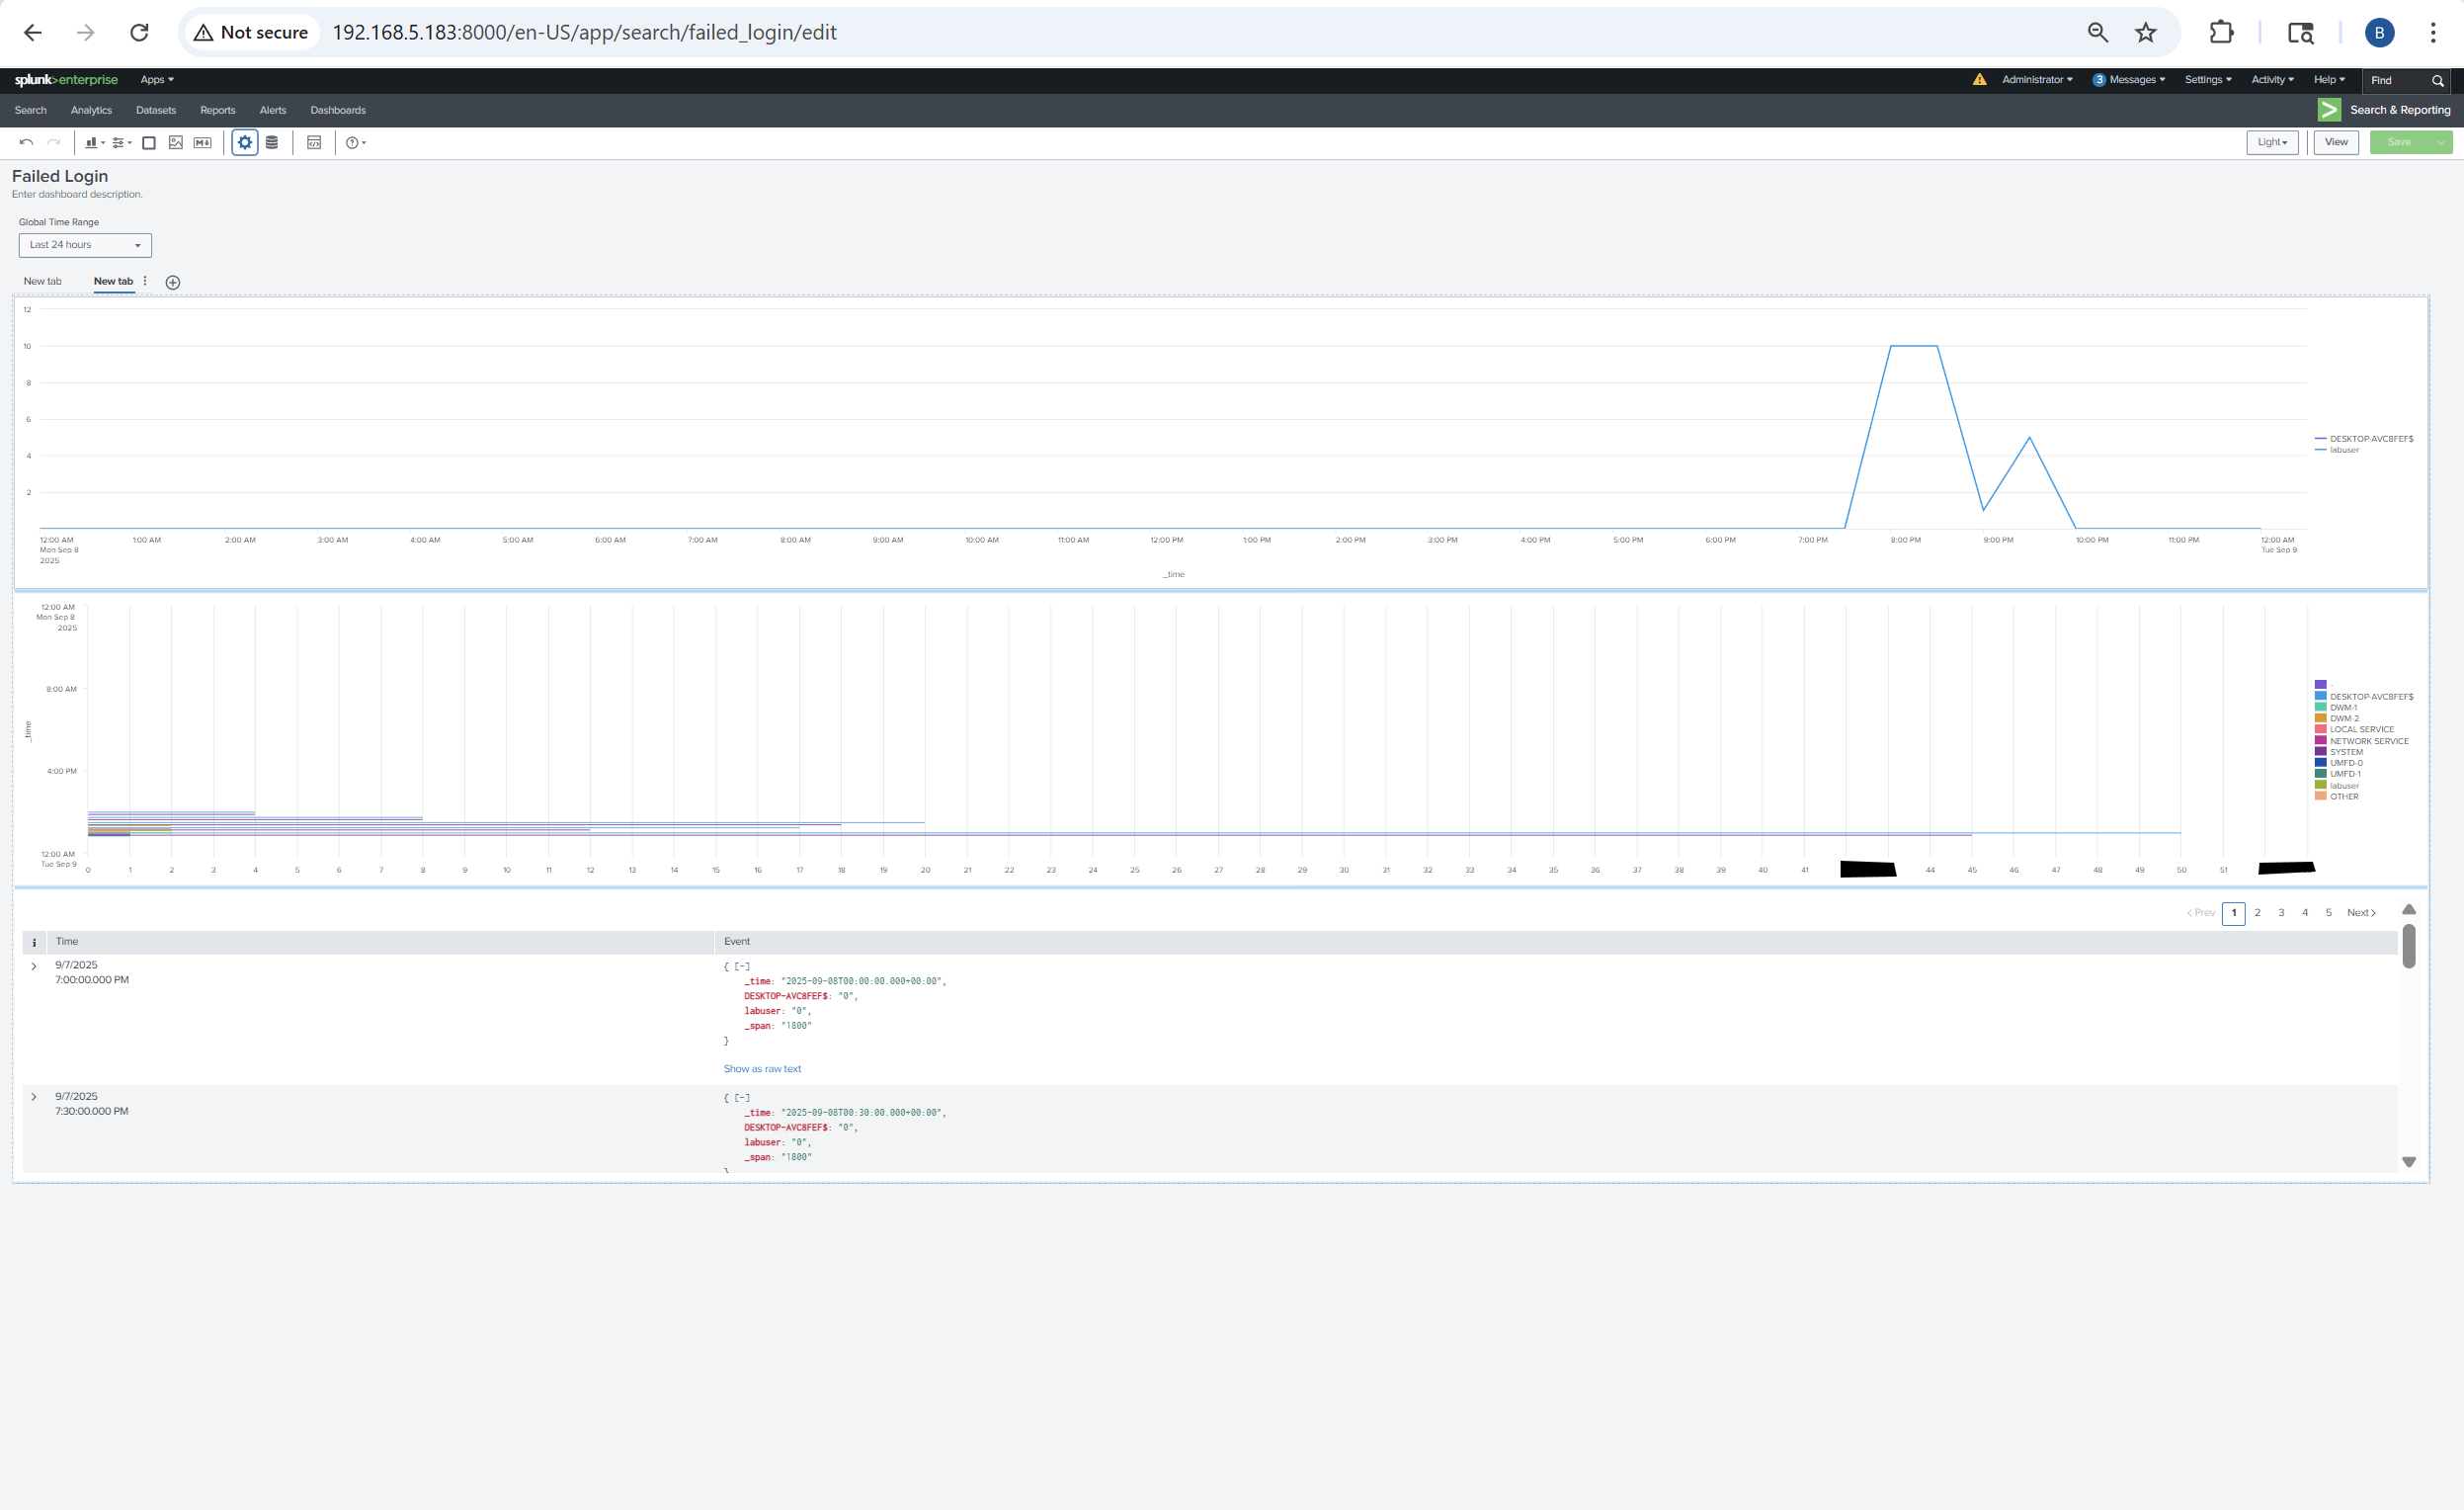 Not secure 192.168.5.183:8000/en-US/app/search/failed_login/edit B
splunk>enterprise Apps Administrator 3 Messages Settings Activity Help Find
Search Analytics Datasets Reports Alerts Dashboards Search & Reporting
Light View Save
Failed Login
Enter dashboard description.
Global Time Range
Last 24 hours
New tab New tab
12
10
8
6
4
2
DESKTOP-AVC8FEF$
labuser
12:00 AM 1:00 AM 2:00 AM 3:00 AM 4:00 AM 5:00 AM 6:00 AM 7:00 AM 8:00 AM 9:00 AM 10:00 AM 11:00 AM 12:00 PM 1:00 PM 2:00 PM 3:00 PM 4:00 PM 5:00 PM 6:00 PM 7:00 PM 8:00 PM 9:00 PM 10:00 PM 11:00 PM 12:00 AM
Mon Sep 8 Tue Sep 9
2025
_time
12:00 AM
Mon Sep 8
2025
8:00 AM
_time
4:00 PM
12:00 AM
Tue Sep 9
-
DESKTOP-AVC8FEF$
DWM-1
DWM-2
LOCAL SERVICE
NETWORK SERVICE
SYSTEM
UMFD-0
UMFD-1
labuser
OTHER
0 1 2 3 4 5 6 7 8 9 10 11 12 13 14 15 16 17 18 19 20 21 22 23 24 25 26 27 28 29 30 31 32 33 34 35 36 37 38 39 40 41 44 45 46 47 48 49 50 51
< Prev 1 2 3 4 5 Next >
i Time Event
9/7/2025
7:00:00.000 PM
{ [-]
_time: "2025-09-08T00:00:00.000+00:00",
DESKTOP-AVC8FEF$: "0",
labuser: "0",
_span: "1800"
}
Show as raw text
9/7/2025
7:30:00.000 PM
{ [-]
_time: "2025-09-08T00:30:00.000+00:00",
DESKTOP-AVC8FEF$: "0",
labuser: "0",
_span: "1800"
}